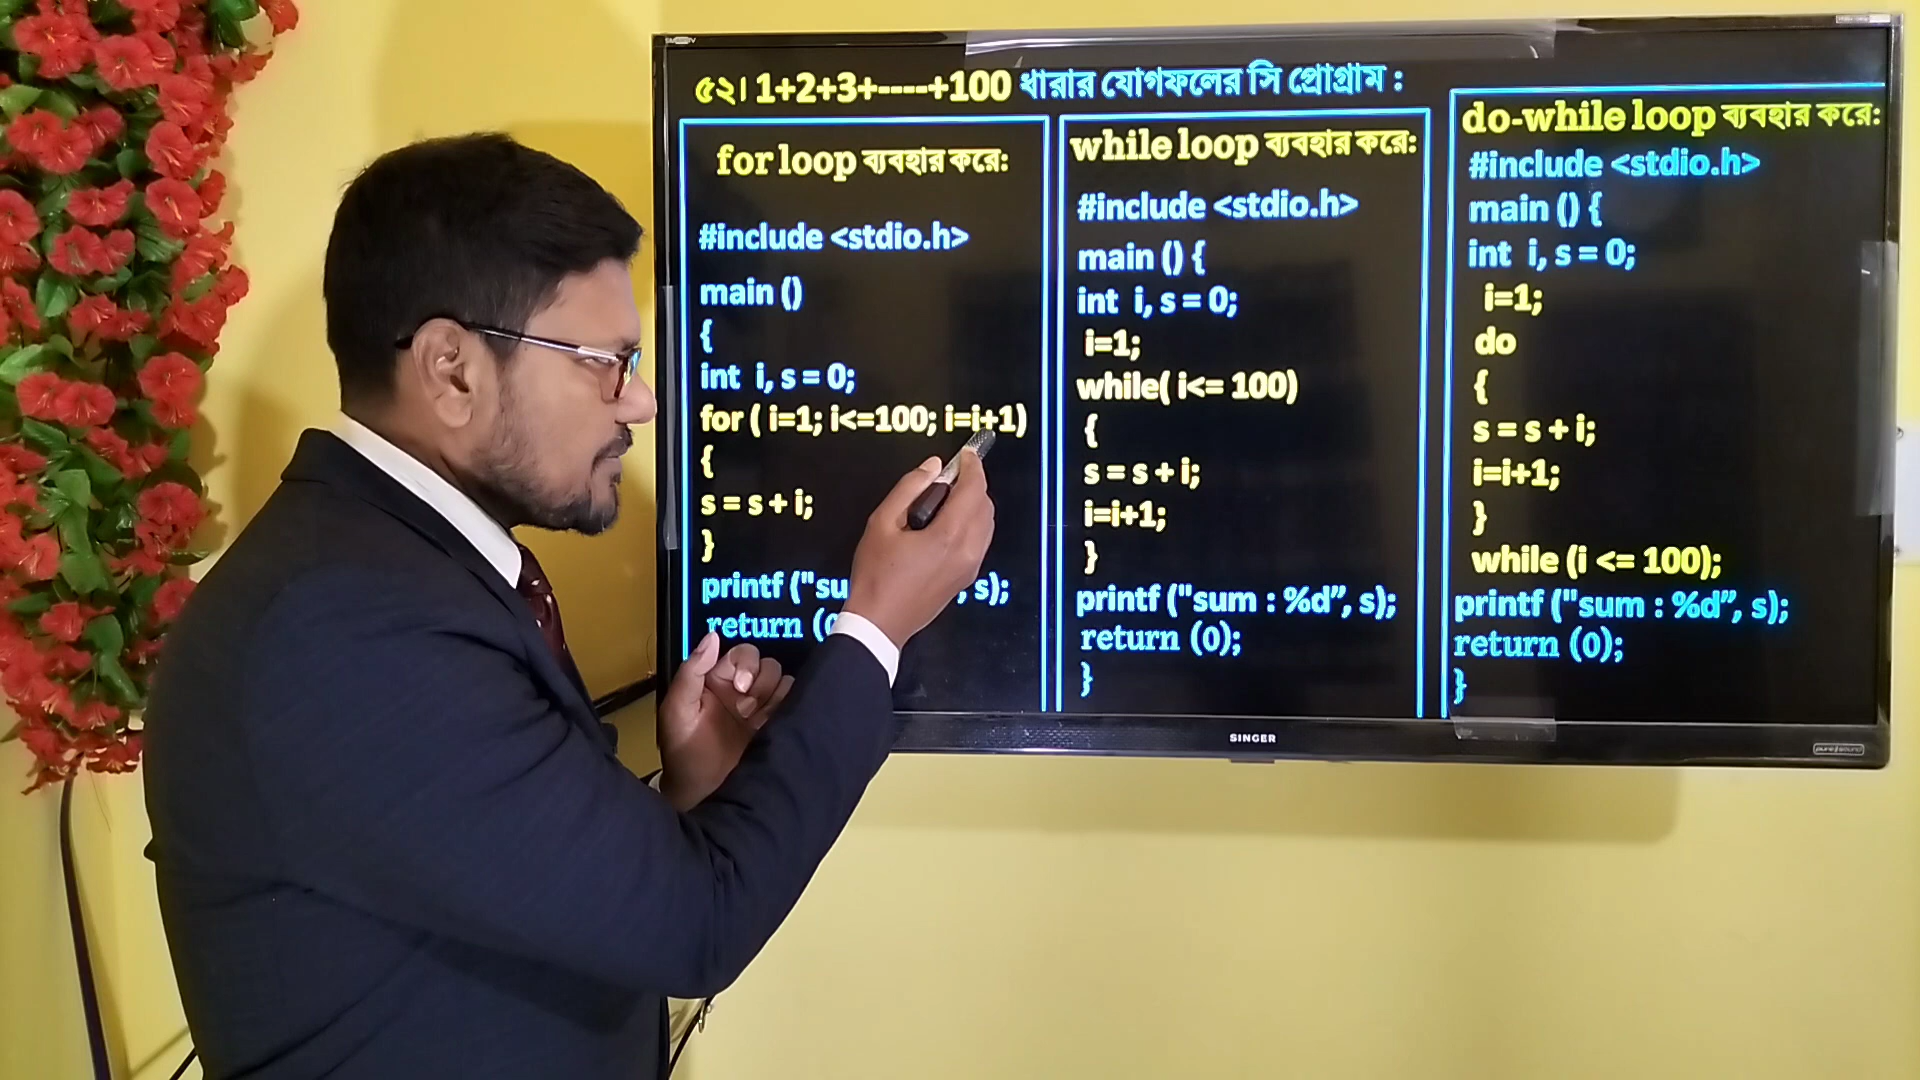 ৫২। 1+2+3+----+100 ধারার যোগফলের সি প্রোগ্রাম :
for loop ব্যবহার করে:
#include <stdio.h>
main ()
{
int i, s = 0;
for ( i=1; i<=100; i=i+1)
{
s = s + i;
}
printf ("su , s);
return (0
while loop ব্যবহার করে:
#include <stdio.h>
main () {
int i, s = 0;
i=1;
while( i<= 100)
{
s = s + i;
i=i+1;
}
printf ("sum : %d”, s);
return (0);
}
do-while loop ব্যবহার করে:
#include <stdio.h>
main () {
int i, s = 0;
i=1;
do
{
s = s + i;
i=i+1;
}
while (i <= 100);
printf ("sum : %d”, s);
return (0);
}
SINGER